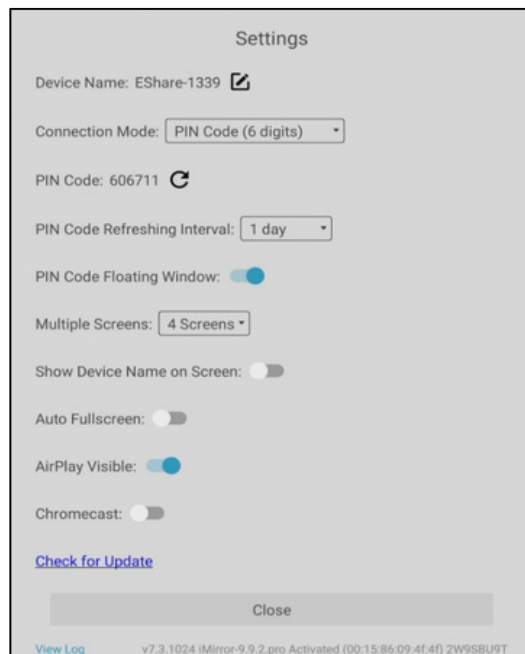 Settings
Device Name: EShare-1339
Connection Mode: PIN Code (6 digits)
PIN Code: 606711
PIN Code Refreshing Interval: 1 day
PIN Code Floating Window:
Multiple Screens: 4 Screens
Show Device Name on Screen:
Auto Fullscreen:
AirPlay Visible:
Chromecast:
Check for Update
Close
View Log v7.3.1024 iMirror-9.9.2.pro Activated (00:15:86:09:4f:4f) 2W9SBU9T